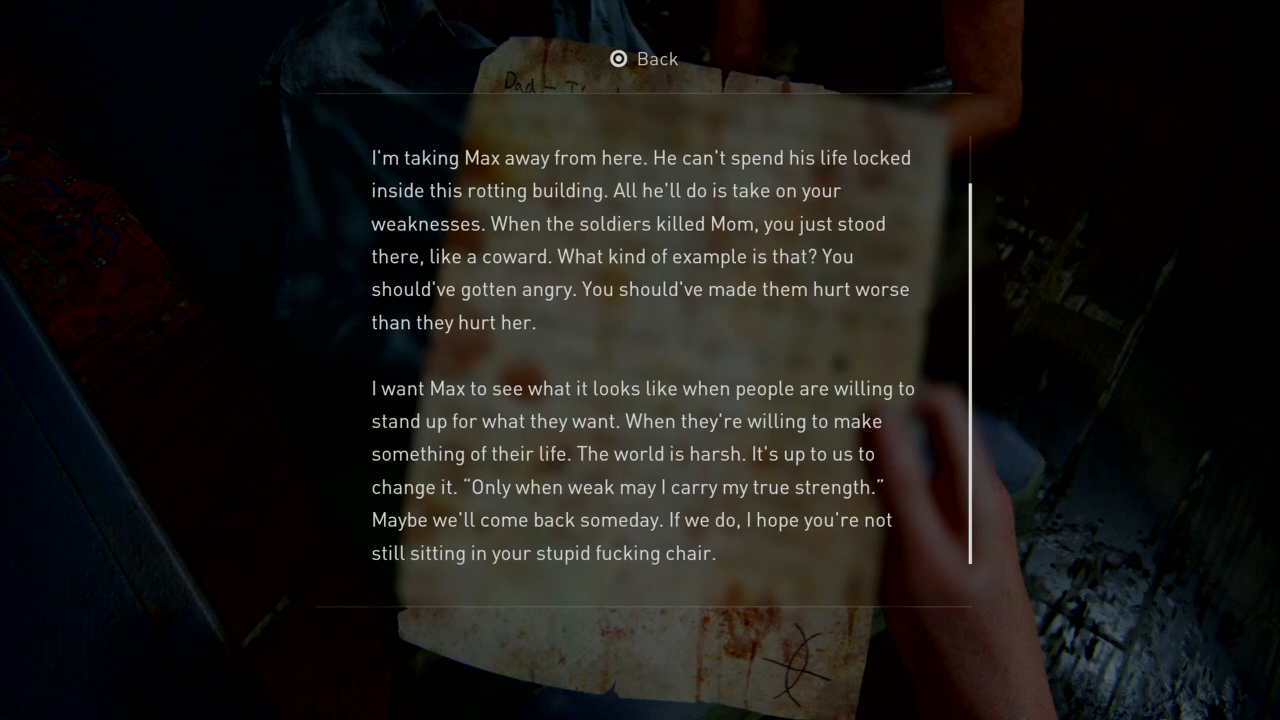 Back
Dad -
I'm taking Max away from here. He can't spend his life locked
inside this rotting building. All he'll do is take on your
weaknesses. When the soldiers killed Mom, you just stood
there, like a coward. What kind of example is that? You
should've gotten angry. You should've made them hurt worse
than they hurt her.
I want Max to see what it looks like when people are willing to
stand up for what they want. When they're willing to make
something of their life. The world is harsh. It's up to us to
change it. “Only when weak may I carry my true strength.”
Maybe we'll come back someday. If we do, I hope you're not
still sitting in your stupid fucking chair.